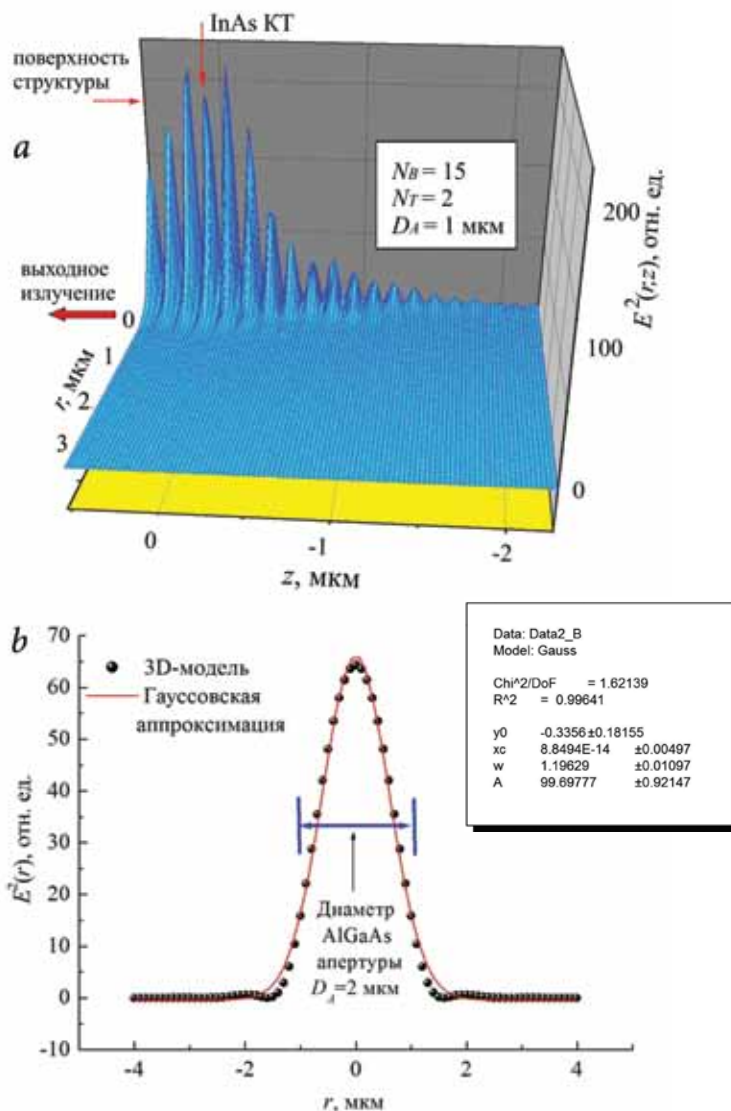 InAs КТ
поверхность
структуры
a
N_B = 15
N_T = 2
D_A = 1 мкм
200
100
0
E²(r,z), отн. ед.
выходное
излучение
0
1
2
3
r, мкм
0
-1
-2
z, мкм
b
70
60
50
40
30
20
10
0
-10
E²(r), отн. ед.
3D-модель
Гауссовская
аппроксимация
Диаметр
AlGaAs
апертуры
D_A=2 мкм
-4
-2
0
2
4
r, мкм
Data: Data2_B
Model: Gauss
Chi^2/DoF = 1.62139
R^2 = 0.99641
y0 -0.3356 ±0.18155
xc 8.8494E-14 ±0.00497
w 1.19629 ±0.01097
A 99.69777 ±0.92147